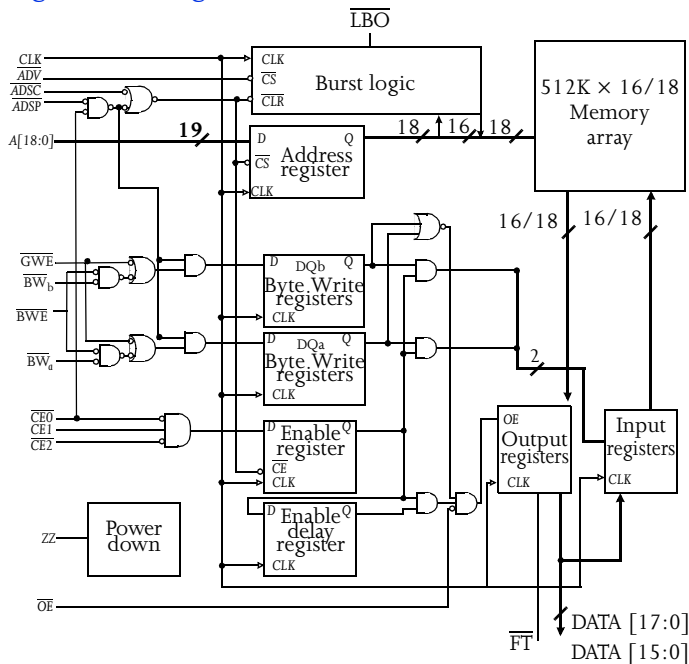 LBO
CLK
ADV
ADSC
ADSP
A[18:0]
19
CLK
CS
CLR
Burst logic
512K × 16/18
Memory
array
D
Q
CS
Address
register
CLK
18
16
18
16/18
16/18
GWE
BWb
BWE
BWa
D
DQb
Q
Byte Write
registers
CLK
D
DQa
Q
Byte Write
registers
CLK
2
CE0
CE1
CE2
D
Enable
Q
register
CE
CLK
D
Enable
Q
delay
register
CLK
OE
Output
registers
CLK
Input
registers
CLK
ZZ
Power
down
OE
FT
DATA [17:0]
DATA [15:0]